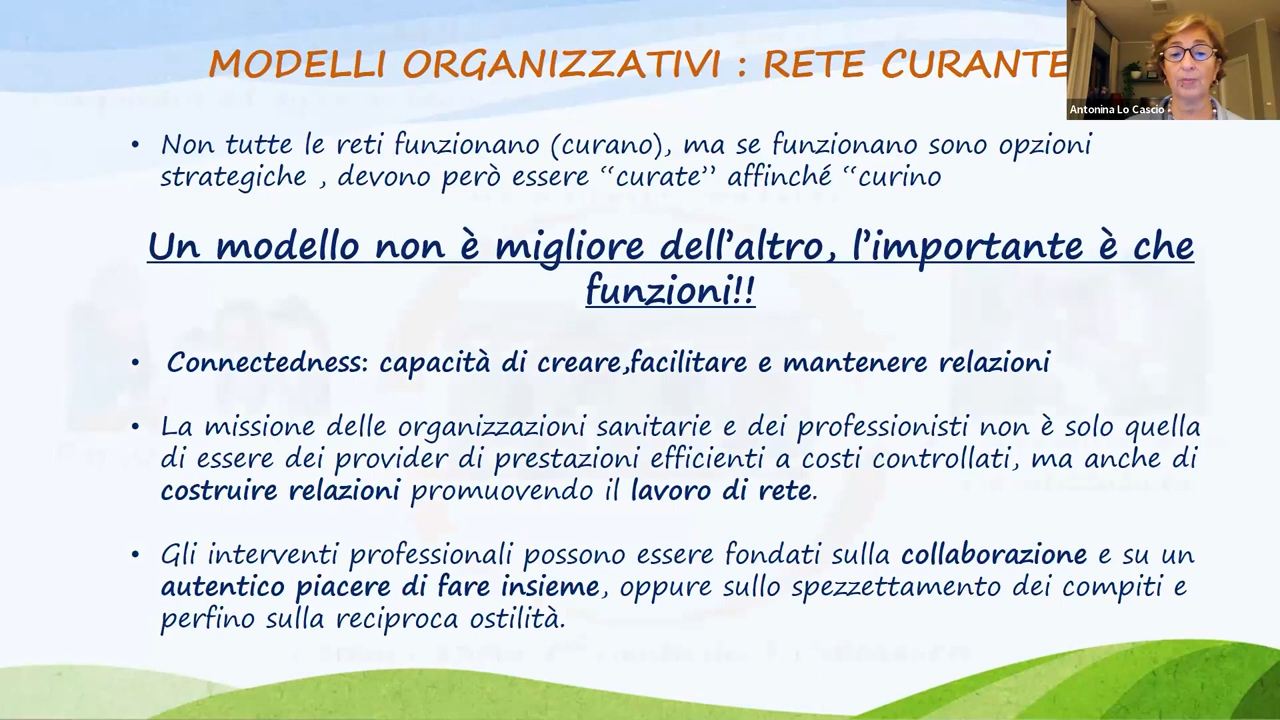 MODELLI ORGANIZZATIVI : RETE CURANTE
Antonina Lo Cascio
• Non tutte le reti funzionano (curano), ma se funzionano sono opzioni
strategiche , devono però essere “curate” affinché “curino
Un modello non è migliore dell’altro, l’importante è che
funzioni!!
• Connectedness: capacità di creare,facilitare e mantenere relazioni
• La missione delle organizzazioni sanitarie e dei professionisti non è solo quella
di essere dei provider di prestazioni efficienti a costi controllati, ma anche di
costruire relazioni promuovendo il lavoro di rete.
• Gli interventi professionali possono essere fondati sulla collaborazione e su un
autentico piacere di fare insieme, oppure sullo spezzettamento dei compiti e
perfino sulla reciproca ostilità.